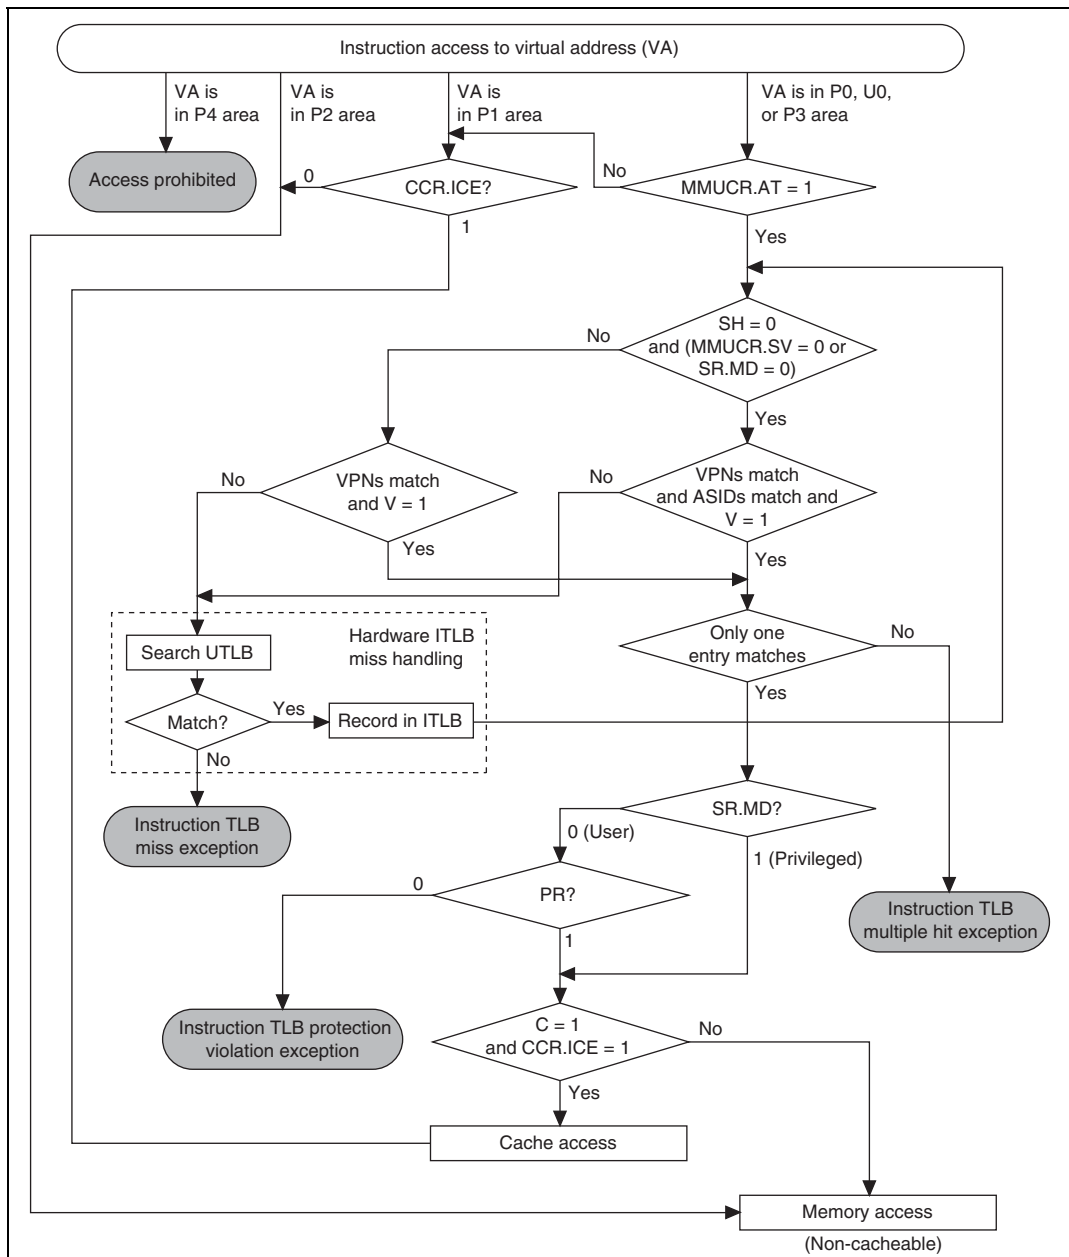 Instruction access to virtual address (VA)
VA is
in P4 area
VA is
in P2 area
VA is
in P1 area
VA is in P0, U0,
or P3 area
Access prohibited
0
CCR.ICE?
1
No
MMUCR.AT = 1
Yes
No
SH = 0
and (MMUCR.SV = 0 or
SR.MD = 0)
Yes
No
VPNs match
and V = 1
Yes
No
VPNs match
and ASIDs match and
V = 1
Yes
Hardware ITLB
miss handling
Search UTLB
Match?
Yes
Record in ITLB
No
Only one
entry matches
No
Yes
Instruction TLB
miss exception
SR.MD?
0 (User)
1 (Privileged)
0
PR?
1
Instruction TLB
multiple hit exception
Instruction TLB protection
violation exception
C = 1
and CCR.ICE = 1
No
Yes
Cache access
Memory access
(Non-cacheable)